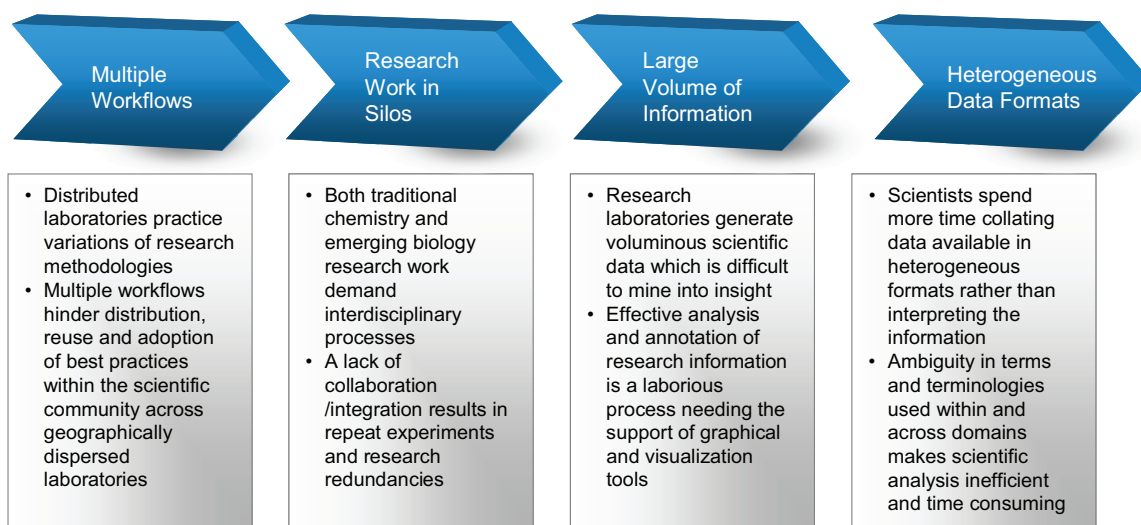 Multiple
Workflows
Research
Work in
Silos
Large
Volume of
Information
Heterogeneous
Data Formats
• Distributed
laboratories practice
variations of research
methodologies
• Multiple workflows
hinder distribution,
reuse and adoption
of best practices
within the scientific
community across
geographically
dispersed
laboratories
• Both traditional
chemistry and
emerging biology
research work
demand
interdisciplinary
processes
• A lack of
collaboration
/integration results in
repeat experiments
and research
redundancies
• Research
laboratories generate
voluminous scientific
data which is difficult
to mine into insight
• Effective analysis
and annotation of
research information
is a laborious
process needing the
support of graphical
and visualization
tools
• Scientists spend
more time collating
data available in
heterogeneous
formats rather than
interpreting the
information
• Ambiguity in terms
and terminologies
used within and
across domains
makes scientific
analysis inefficient
and time consuming